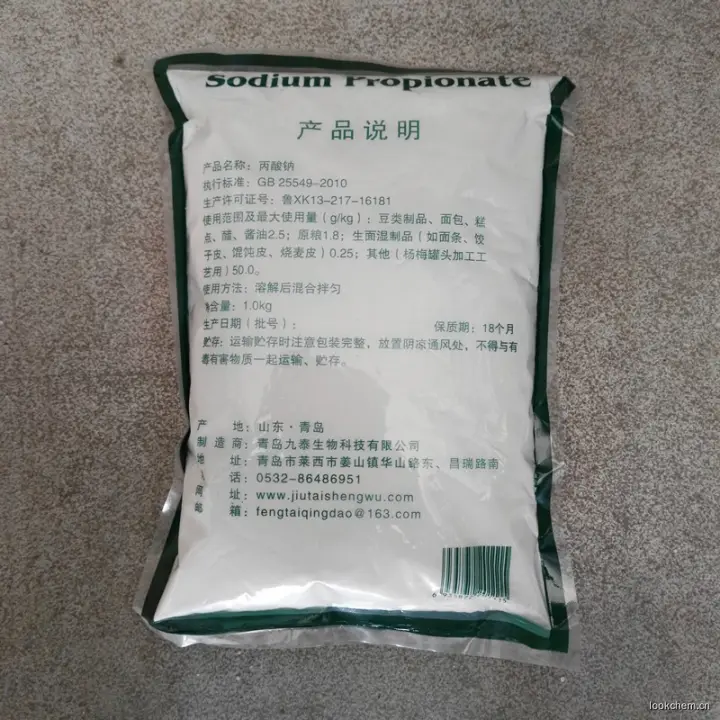 Sodium Propionate
产品说明
产品名称：丙酸钠
执行标准：GB 25549-2010
生产许可证号：鲁XK13-217-16181
使用范围及最大使用量（g/kg）：豆类制品、面包、糕
点、醋、酱油2.5；原粮1.8；生面湿制品（如面条、饺
子皮、馄饨皮、烧麦皮）0.25；其他（杨梅罐头加工工
艺用）50.0。
使用方法：溶解后混合拌匀
净含量：1.0kg
生产日期（批号）： 保质期：18个月
贮存：运输贮存时注意包装完整，放置阴凉通风处，不得与有
毒有害物质一起运输、贮存。
产 地：山东·青岛
制造商：青岛九泰生物科技有限公司
地 址：青岛市莱西市姜山镇华山路东、昌瑞路南
话：0532-86486951
网 址：www.jiutaishengwu.com
邮 箱：fengtaiqingdao@163.com
lookchem.cn